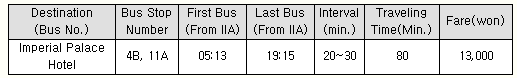 Destination (Bus No.) Bus Stop Number First Bus (From IIA) Last Bus (From IIA) Interval (min.) Traveling Time(Min.) Fare(won)
Imperial Palace Hotel 4B, 11A 05:13 19:15 20~30 80 13,000